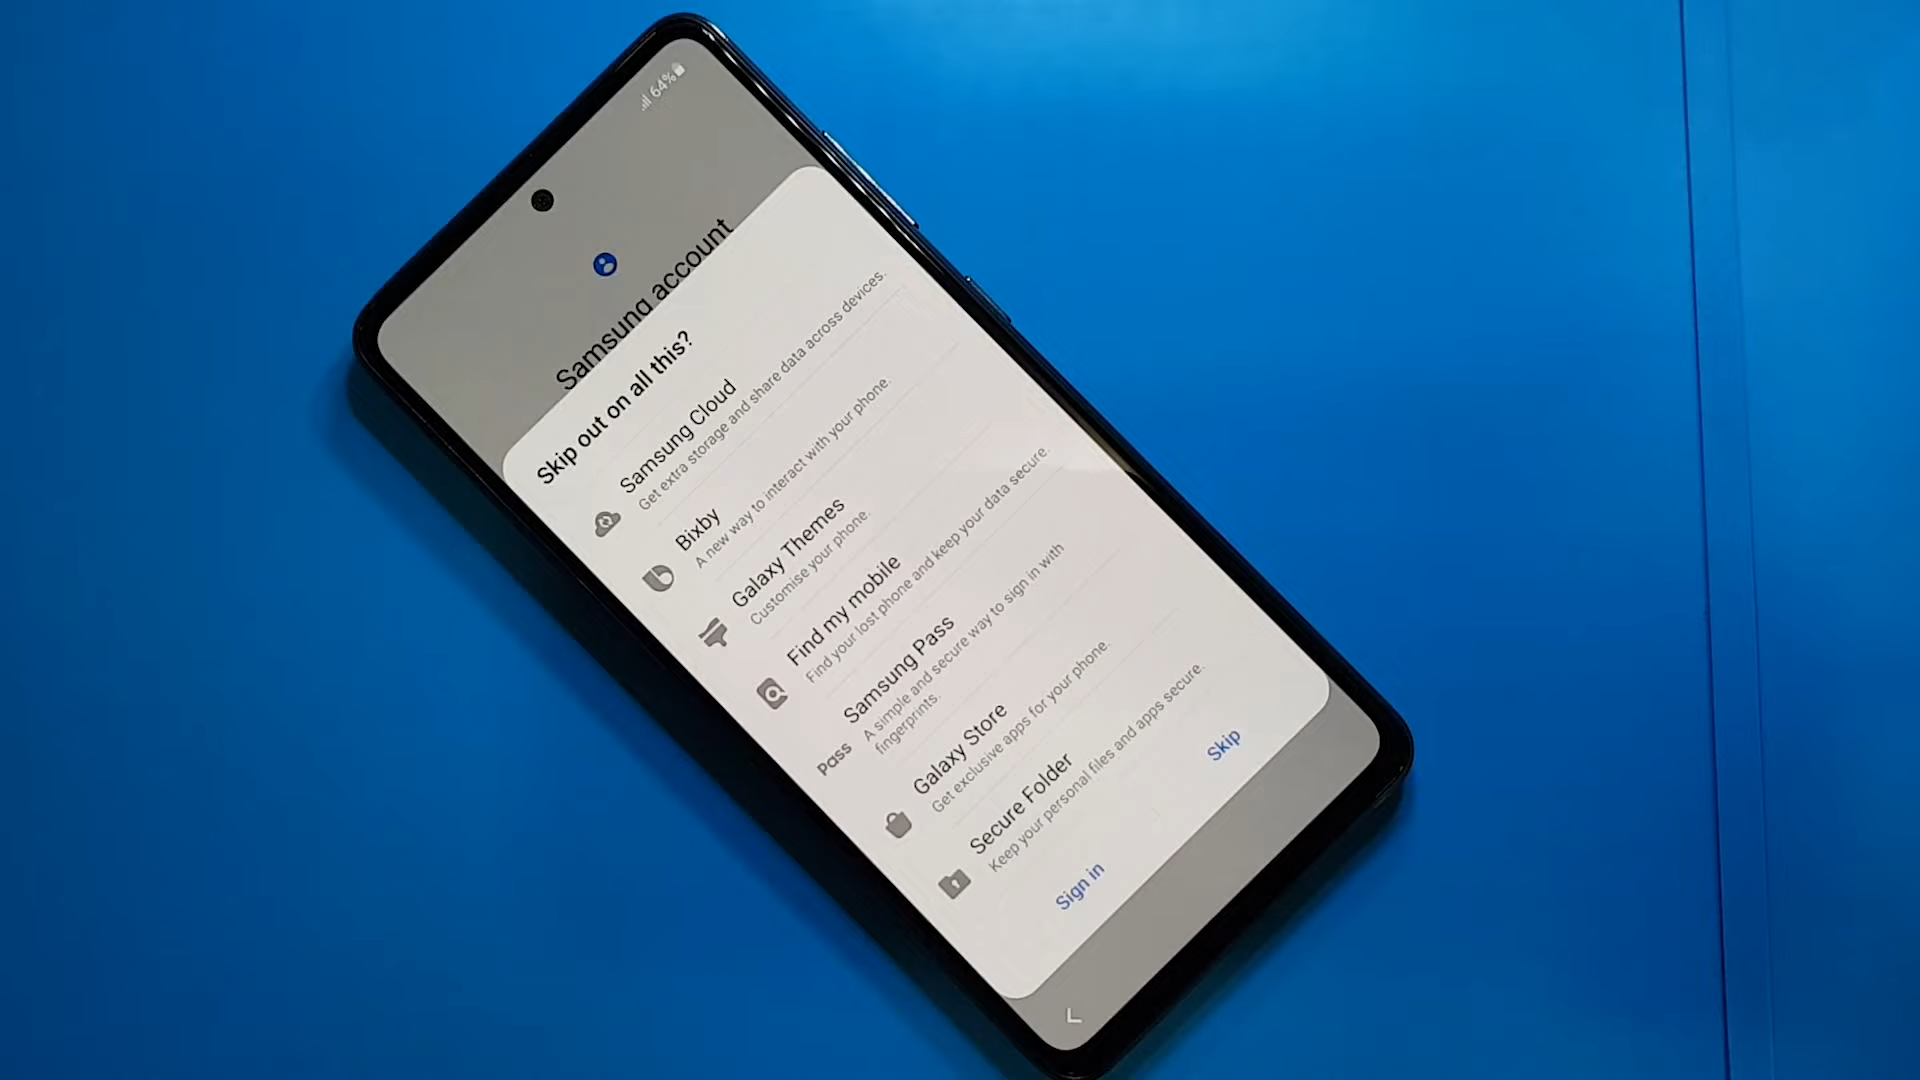 64%
Samsung account
Skip out on all this?
Samsung Cloud
Get extra storage and share data across devices.
Bixby
A new way to interact with your phone.
Galaxy Themes
Customise your phone.
Find my mobile
Find your lost phone and keep your data secure.
Pass
Samsung Pass
A simple and secure way to sign in with
fingerprints.
Galaxy Store
Get exclusive apps for your phone.
Secure Folder
Keep your personal files and apps secure.
Sign in
Skip